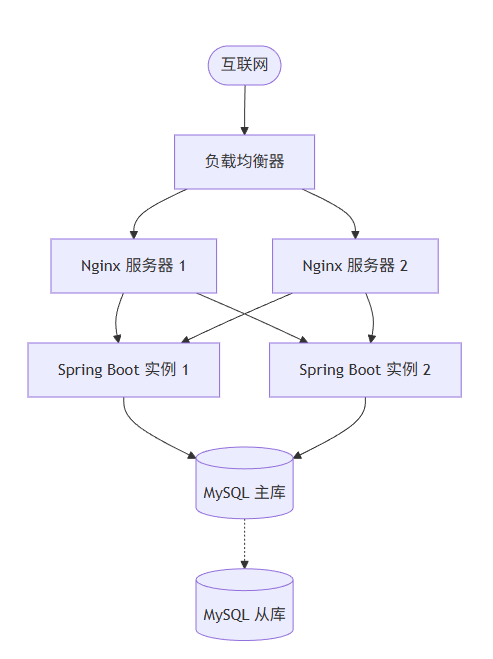 互联网
负载均衡器
Nginx 服务器 1
Nginx 服务器 2
Spring Boot 实例 1
Spring Boot 实例 2
MySQL 主库
MySQL 从库